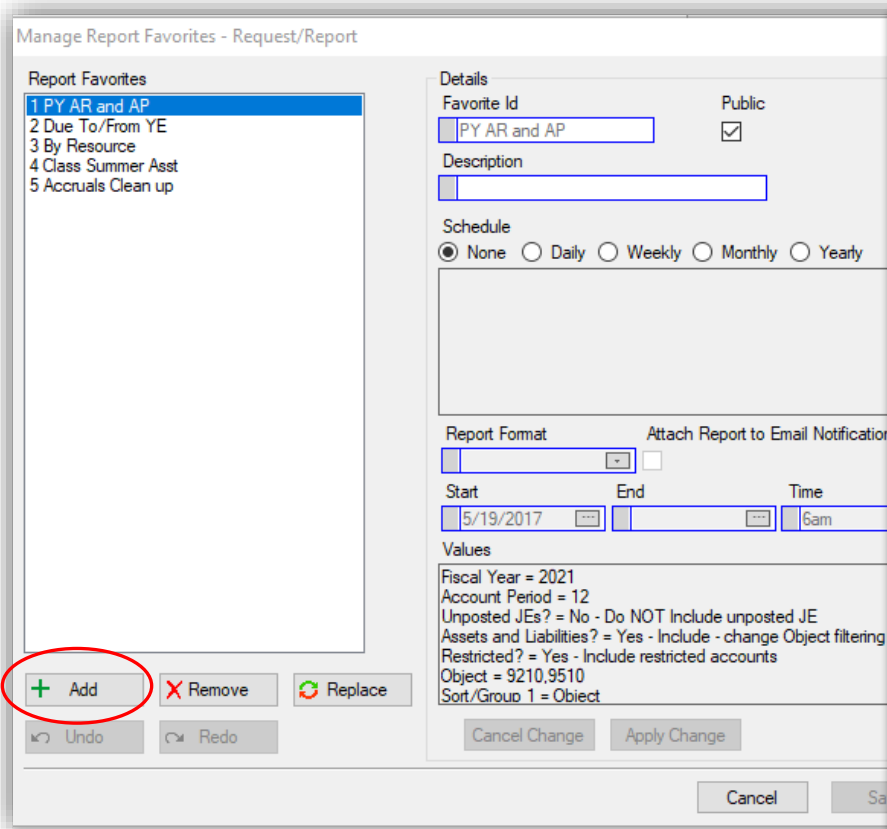 Manage Report Favorites - Request/Report
Report Favorites
1 PY AR and AP
2 Due To/From YE
3 By Resource
4 Class Summer Asst
5 Accruals Clean up
Add
Remove
Replace
Undo
Redo
Details
Favorite Id Public
PY AR and AP
Description
Schedule
None Daily Weekly Monthly Yearly
Report Format Attach Report to Email Notification
Start End Time
5/19/2017 6am
Values
Fiscal Year = 2021
Account Period = 12
Unposted JEs? = No - Do NOT Include unposted JE
Assets and Liabilities? = Yes - Include - change Object filtering
Restricted? = Yes - Include restricted accounts
Object = 9210,9510
Sort/Group 1 = Object
Cancel Change Apply Change
Cancel Sa